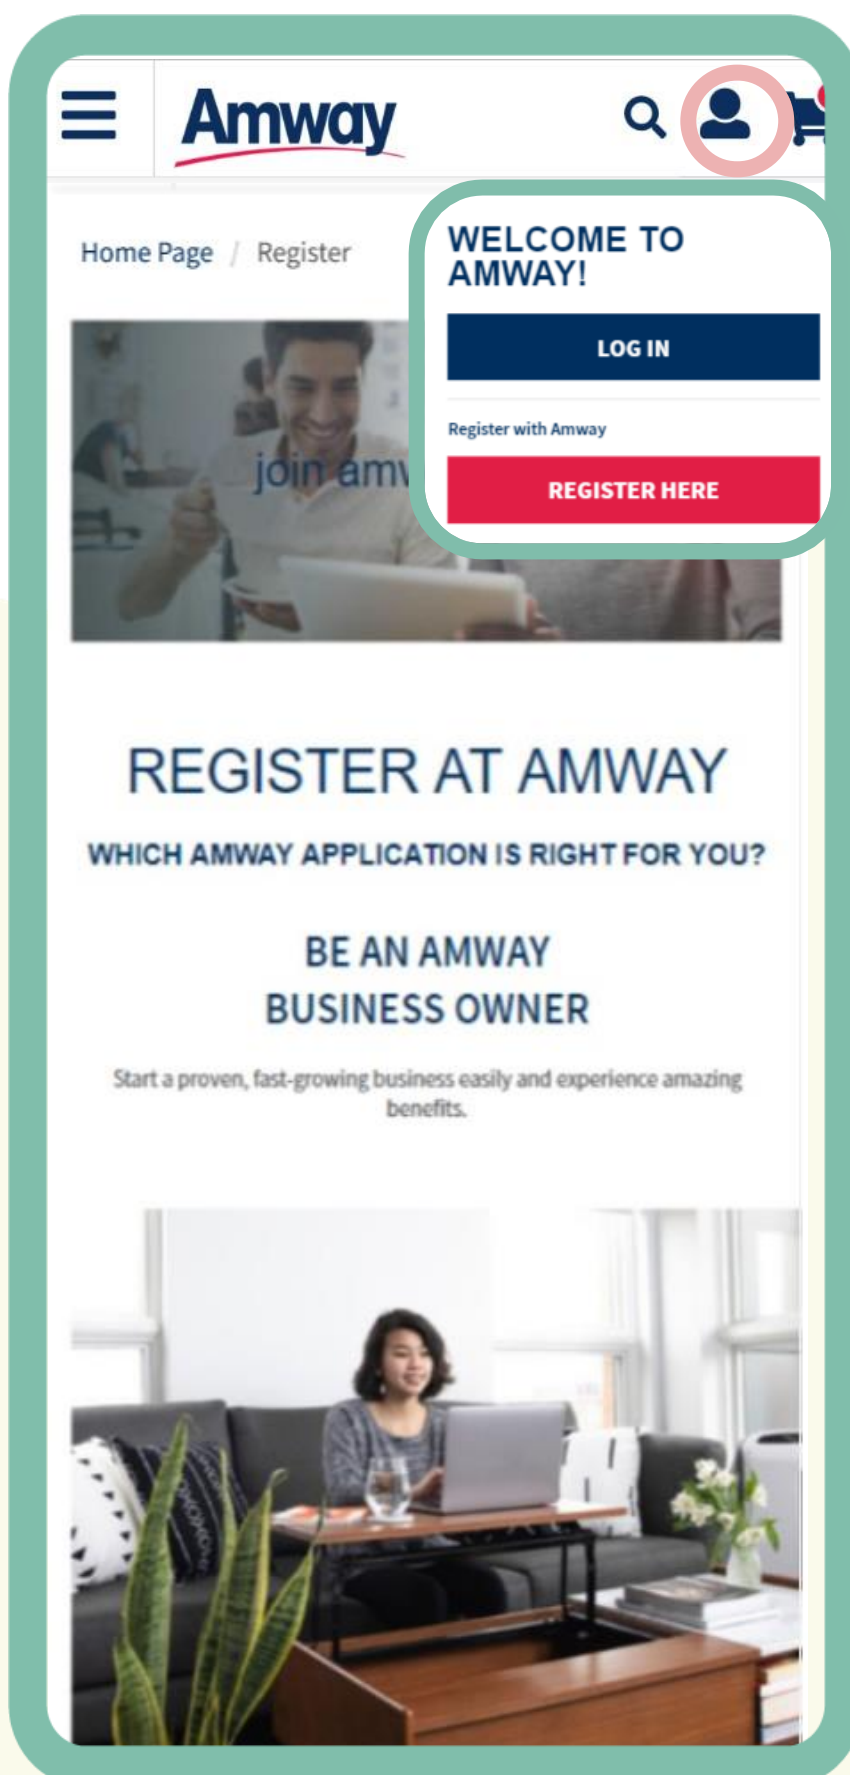 Amway
Home Page / Register
WELCOME TO
AMWAY!
LOG IN
Register with Amway
REGISTER HERE
join
REGISTER AT AMWAY
WHICH AMWAY APPLICATION IS RIGHT FOR YOU?
BE AN AMWAY
BUSINESS OWNER
Start a proven, fast-growing business easily and experience amazing
benefits.